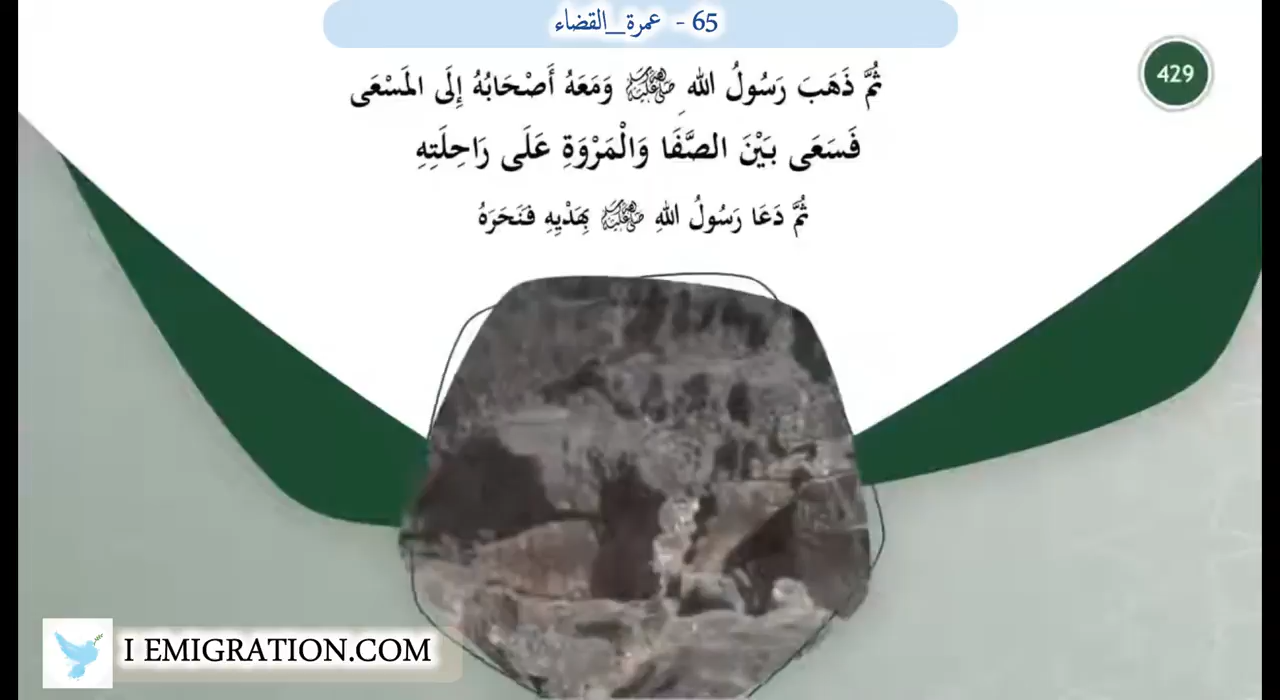 65 - عمرة_القضاء
429
ثُمَّ ذَهَبَ رَسُولُ اللهِ ﷺ وَمَعَهُ أَصْحَابُهُ إِلَى المَسْعَى
فَسَعَى بَيْنَ الصَّفَا وَالْمَرْوَةِ عَلَى رَاحِلَتِهِ
ثُمَّ دَعَا رَسُولُ اللهِ ﷺ بِهَدْيِهِ فَنَحَرَهُ
I EMIGRATION.COM